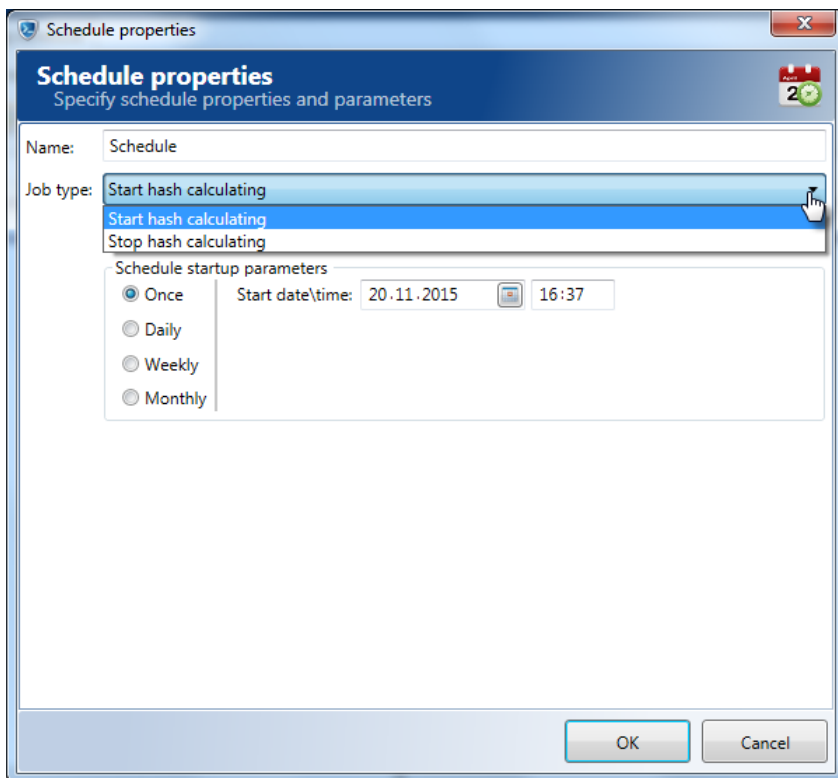 Schedule properties
Schedule properties
Specify schedule properties and parameters
April
2
Name: Schedule
Job type: Start hash calculating
Start hash calculating
Stop hash calculating
Schedule startup parameters
Once Start date\time: 20.11.2015 16:37
Daily
Weekly
Monthly
OK Cancel